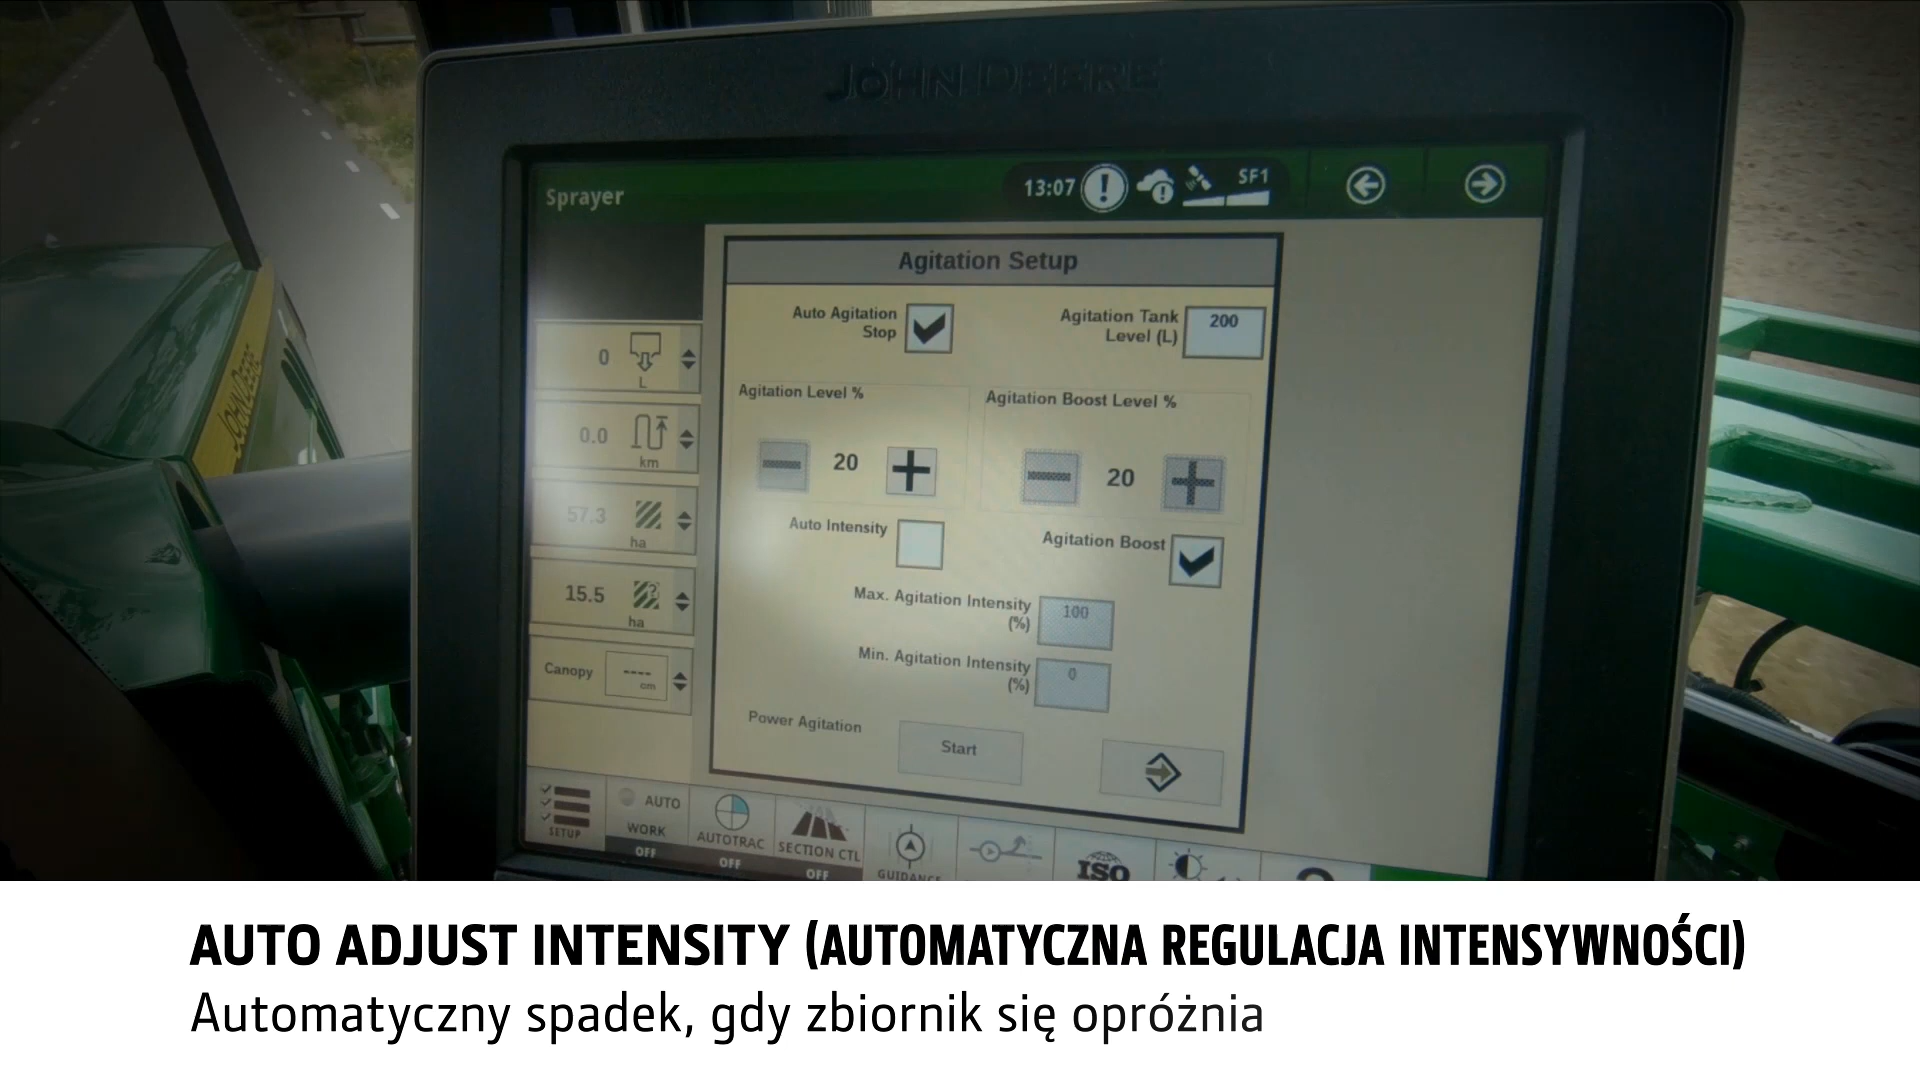 JOHN DEERE
Sprayer
13:07
SF1
Agitation Setup
Auto Agitation
Stop
Agitation Tank
Level (L)
200
0
L
Agitation Level %
Agitation Boost Level %
0.0
km
20
20
57.3
ha
Auto Intensity
Agitation Boost
15.5
ha
Max. Agitation Intensity
(%)
100
Min. Agitation Intensity
(%)
0
Canopy
----
cm
Power Agitation
Start
SETUP
AUTO
WORK
OFF
AUTOTRAC
OFF
SECTION CTL
OFF
GUIDANCE
ISO
JOHN DEERE
AUTO ADJUST INTENSITY (AUTOMATYCZNA REGULACJA INTENSYWNOŚCI)
Automatyczny spadek, gdy zbiornik się opróżnia